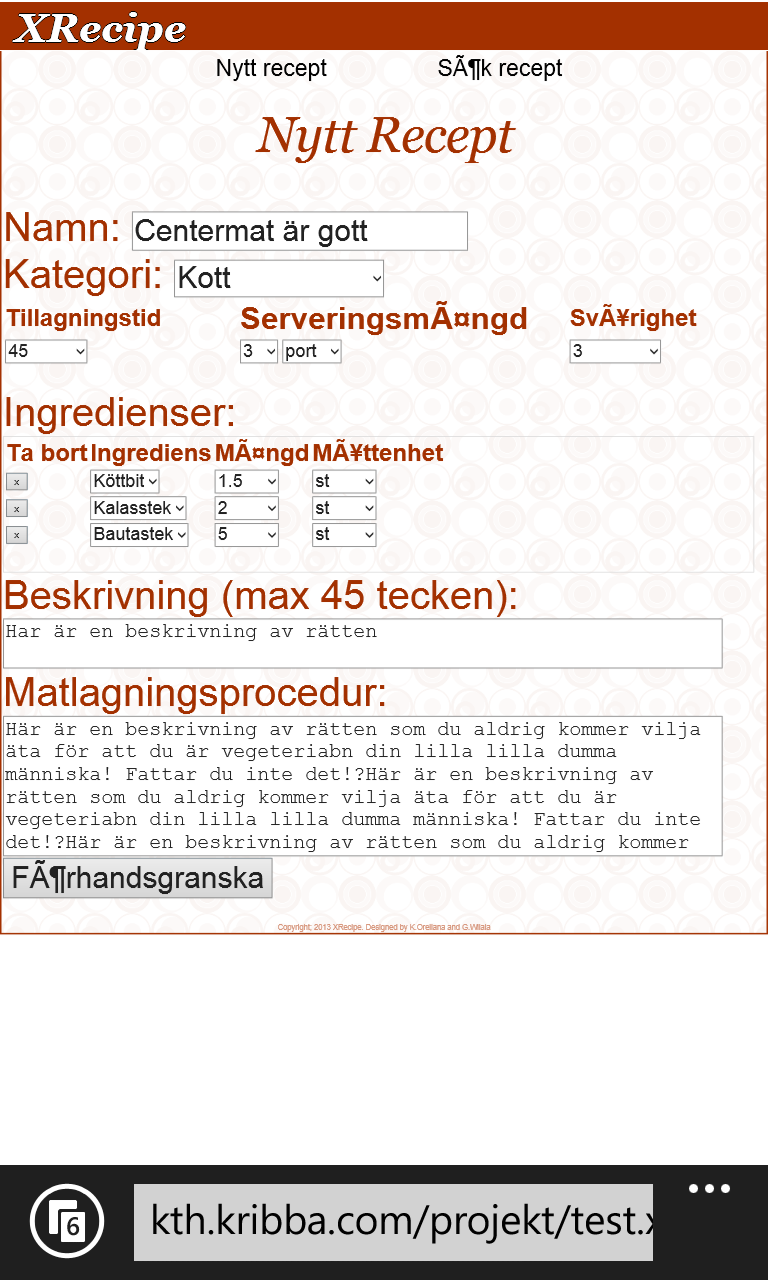 XRecipe
Nytt recept SÃ¶k recept
Nytt Recept
Namn: Centermat är gott
Kategori: Kott
Tillagningstid ServeringsmÃ¤ngd SvÃ¥righet
45 3 port 3
Ingredienser:
Ta bort Ingrediens MÃ¤ngd MÃ¥ttenhet
x Köttbit 1.5 st
x Kalasstek 2 st
x Bautastek 5 st
Beskrivning (max 45 tecken):
Har är en beskrivning av rätten
Matlagningsprocedur:
Här är en beskrivning av rätten som du aldrig kommer vilja
äta för att du är vegeteriabn din lilla lilla dumma
människa! Fattar du inte det!?Här är en beskrivning av
rätten som du aldrig kommer vilja äta för att du är
vegeteriabn din lilla lilla dumma människa! Fattar du inte
det!?Här är en beskrivning av rätten som du aldrig kommer
FÃ¶rhandsgranska
Copyright; 2013 XRecipe. Designed by K.Orellana and
6 kth.kribba.com/projekt/test.x